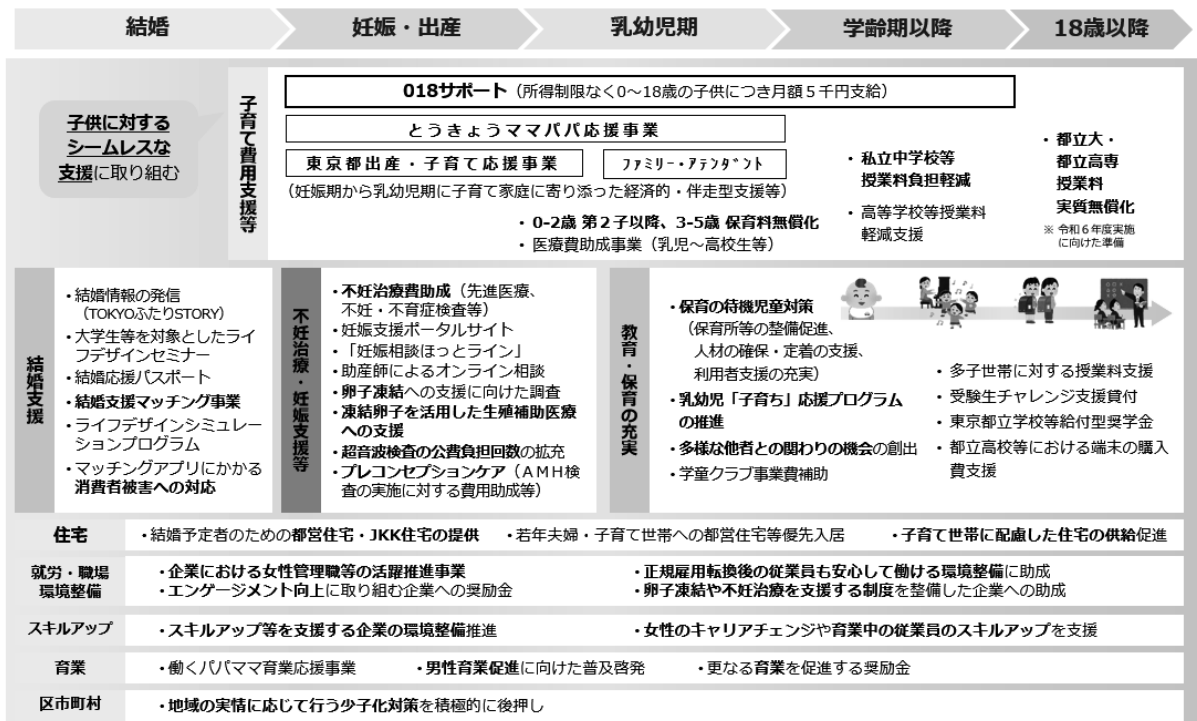 結婚
妊娠・出産
乳幼児期
学齢期以降
18歳以降
子供に対する
シームレスな
支援に取り組む
子育て費用支援等
018サポート（所得制限なく0～18歳の子供につき月額５千円支給）
とうきょうママパパ応援事業
東京都出産・子育て応援事業
ﾌｧﾐﾘｰ・ｱﾃﾝﾀﾞﾝﾄ
（妊娠期から乳幼児期に子育て家庭に寄り添った経済的・伴走型支援等）
・0-2歳 第２子以降、3-5歳 保育料無償化
・医療費助成事業（乳児～高校生等）
・私立中学校等
授業料負担軽減
・高等学校等授業料
軽減支援
・都立大・
都立高専
授業料
実質無償化
※ 令和６年度実施
に向けた準備
結婚支援
・結婚情報の発信
（TOKYOふたりSTORY）
・大学生等を対象としたライ
フデザインセミナー
・結婚応援パスポート
・結婚支援マッチング事業
・ライフデザインシミュレー
ションプログラム
・マッチングアプリにかかる
消費者被害への対応
不妊治療・妊娠支援等
・不妊治療費助成（先進医療、
不妊・不育症検査等）
・妊娠支援ポータルサイト
・「妊娠相談ほっとライン」
・助産師によるオンライン相談
・卵子凍結への支援に向けた調査
・凍結卵子を活用した生殖補助医療
への支援
・超音波検査の公費負担回数の拡充
・プレコンセプションケア（ＡＭＨ検
査の実施に対する費用助成等）
教育・保育の充実
・保育の待機児童対策
（保育所等の整備促進、
人材の確保・定着の支援、
利用者支援の充実）
・乳幼児「子育ち」応援プログラム
の推進
・多様な他者との関わりの機会の創出
・学童クラブ事業費補助
・多子世帯に対する授業料支援
・受験生チャレンジ支援貸付
・東京都立学校等給付型奨学金
・都立高校等における端末の購入
費支援
住宅
・結婚予定者のための都営住宅・JKK住宅の提供
・若年夫婦・子育て世帯への都営住宅等優先入居
・子育て世帯に配慮した住宅の供給促進
就労・職場
環境整備
・企業における女性管理職等の活躍推進事業
・エンゲージメント向上に取り組む企業への奨励金
・正規雇用転換後の従業員も安心して働ける環境整備に助成
・卵子凍結や不妊治療を支援する制度を整備した企業への助成
スキルアップ
・スキルアップ等を支援する企業の環境整備推進
・女性のキャリアチェンジや育業中の従業員のスキルアップを支援
育業
・働くパパママ育業応援事業
・男性育業促進に向けた普及啓発
・更なる育業を促進する奨励金
区市町村
・地域の実情に応じて行う少子化対策を積極的に後押し